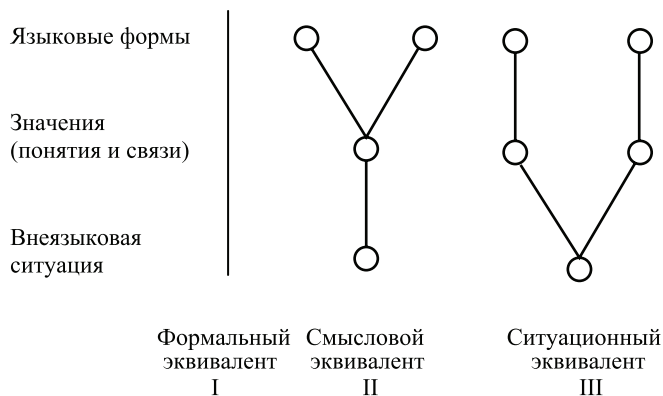 Языковые формы
Значения
(понятия и связи)
Внеязыковая
ситуация
Формальный
эквивалент
I
Смысловой
эквивалент
II
Ситуационный
эквивалент
III